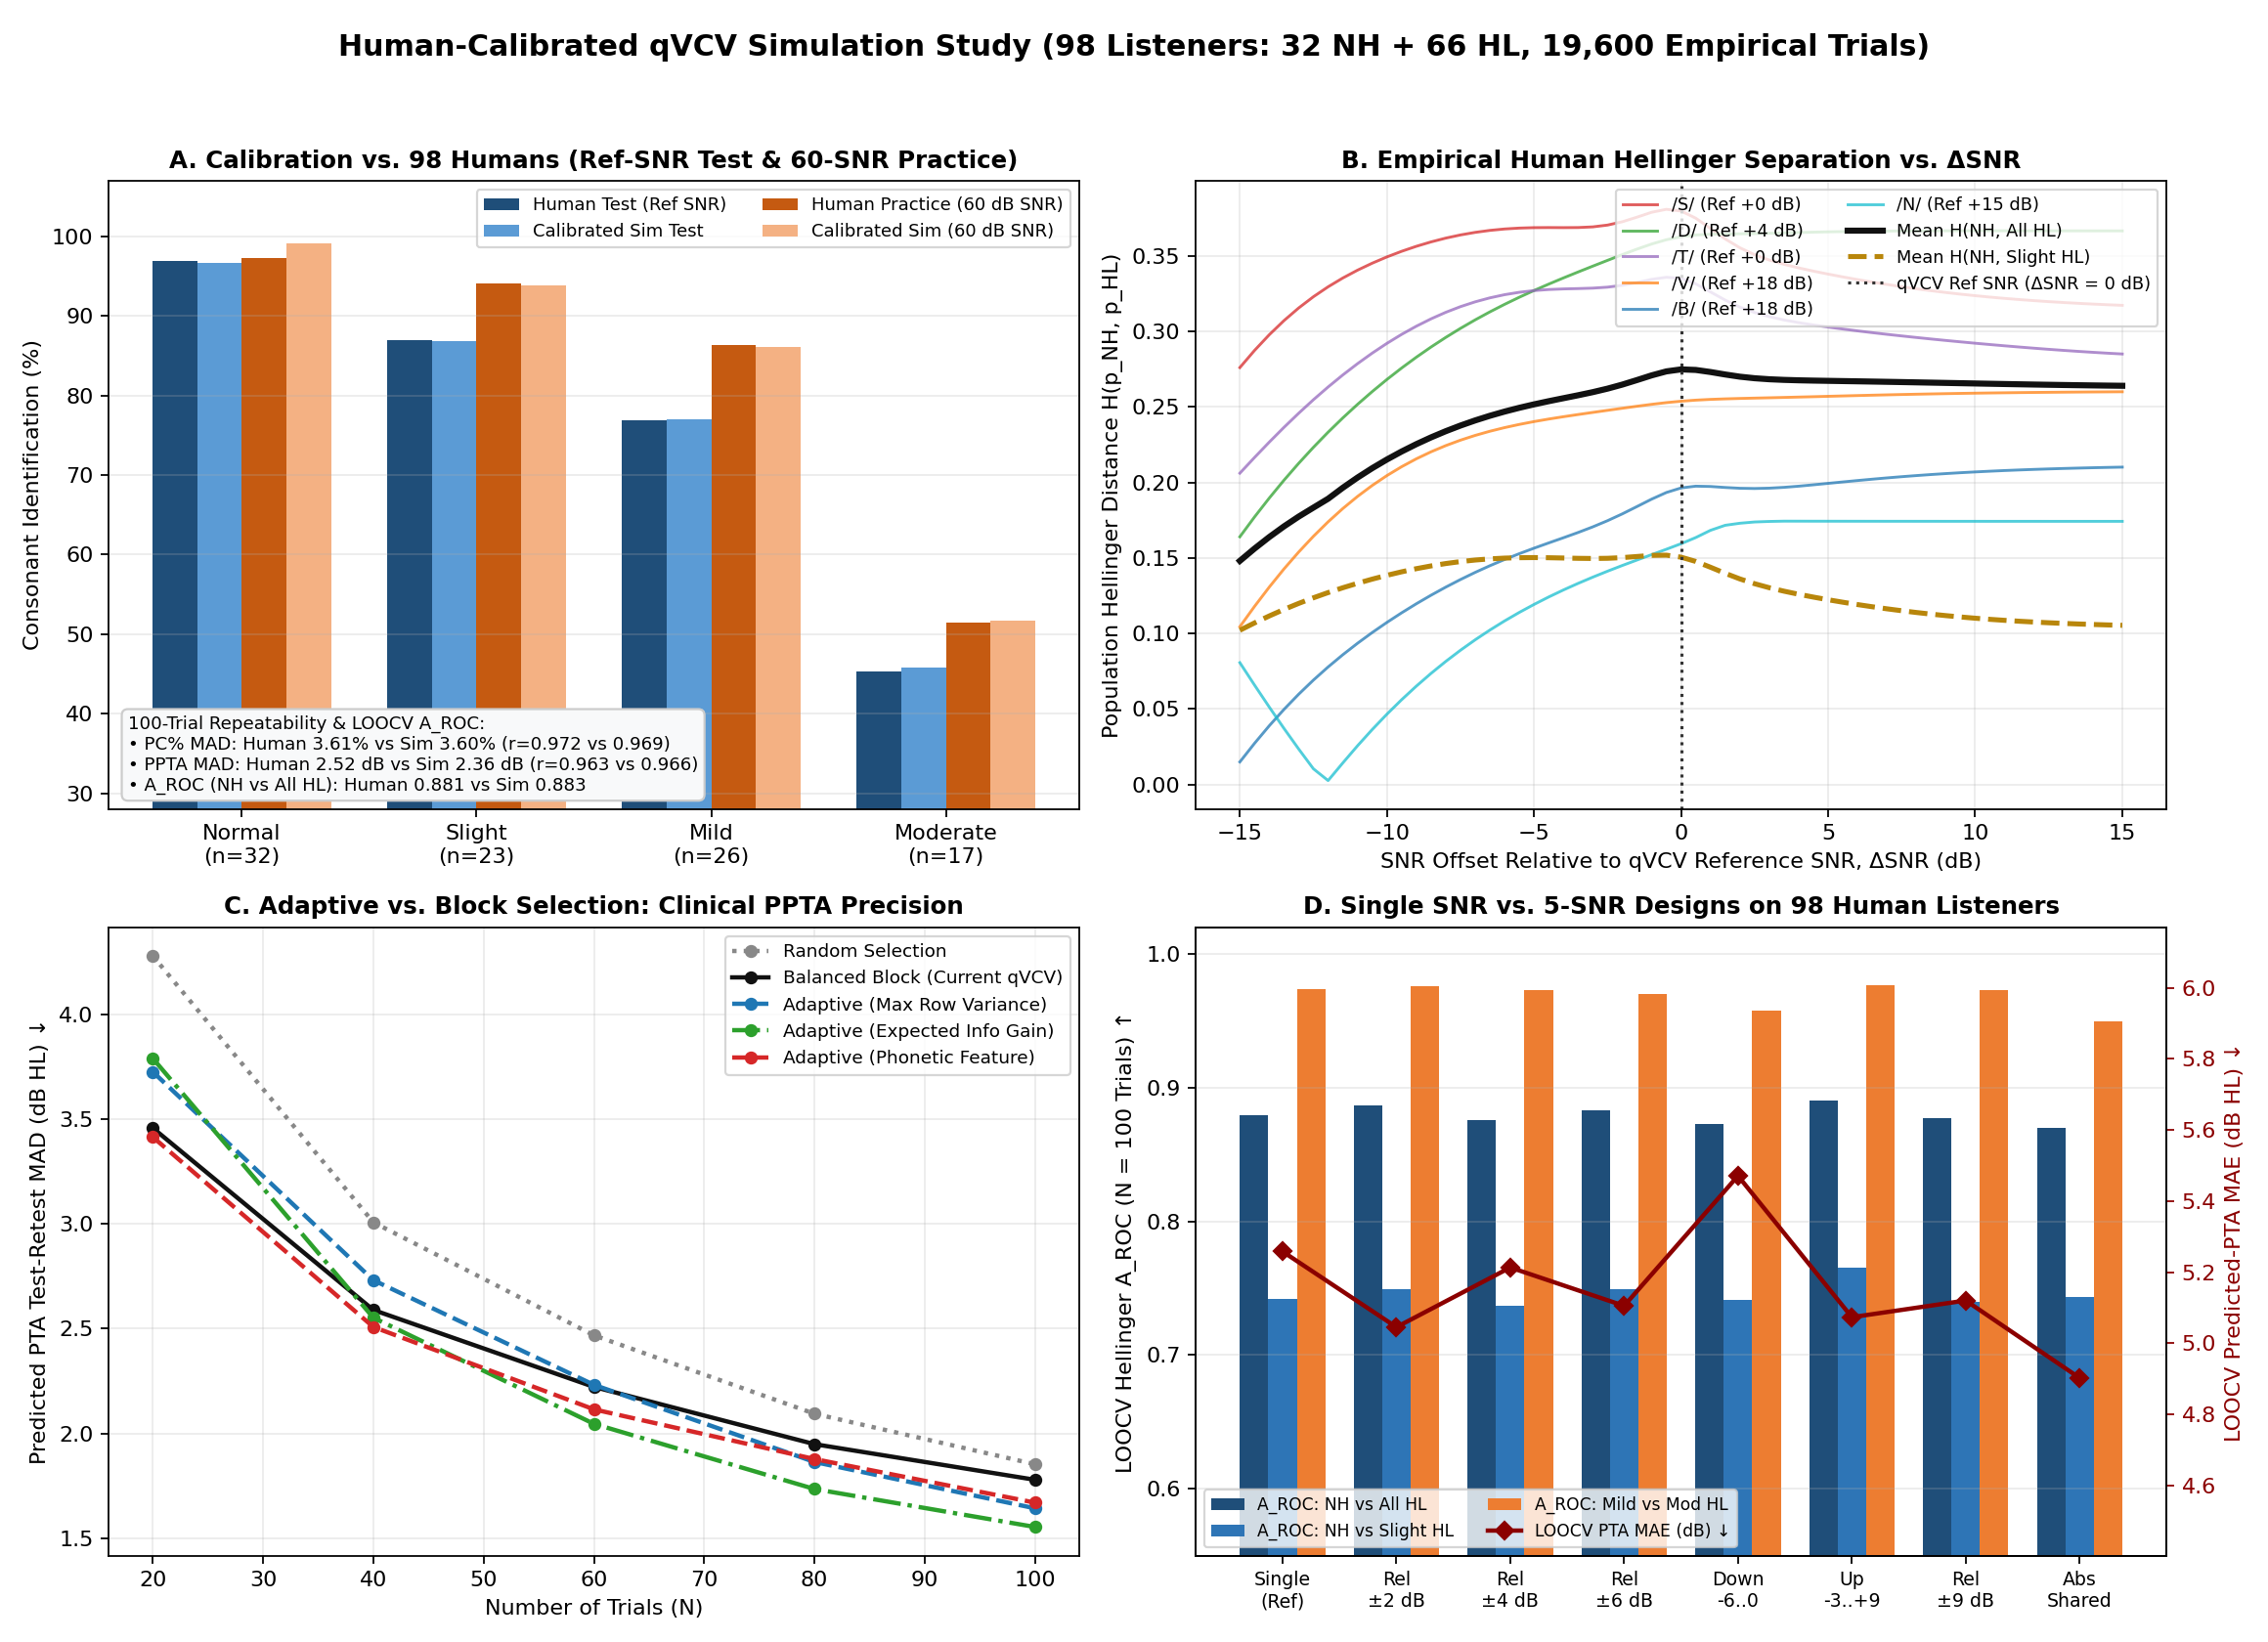 Human-Calibrated qVCV Simulation Study (98 Listeners: 32 NH + 66 HL, 19,600 Empirical Trials)
A. Calibration vs. 98 Humans (Ref-SNR Test & 60-SNR Practice)
Human Test (Ref SNR)
Calibrated Sim Test
Human Practice (60 dB SNR)
Calibrated Sim (60 dB SNR)
Consonant Identification (%)
100
90
80
70
60
50
40
30
100-Trial Repeatability & LOOCV A_ROC:
• PC% MAD: Human 3.61% vs Sim 3.60% (r=0.972 vs 0.969)
• PPTA MAD: Human 2.52 dB vs Sim 2.36 dB (r=0.963 vs 0.966)
• A_ROC (NH vs All HL): Human 0.881 vs Sim 0.883
Normal
(n=32)
Slight
(n=23)
Mild
(n=26)
Moderate
(n=17)
B. Empirical Human Hellinger Separation vs. ΔSNR
/S/ (Ref +0 dB)
/D/ (Ref +4 dB)
/T/ (Ref +0 dB)
/V/ (Ref +18 dB)
/B/ (Ref +18 dB)
/N/ (Ref +15 dB)
Mean H(NH, All HL)
Mean H(NH, Slight HL)
qVCV Ref SNR (ΔSNR = 0 dB)
Population Hellinger Distance H(p_NH, p_HL)
0.35
0.30
0.25
0.20
0.15
0.10
0.05
0.00
−15
−10
−5
0
5
10
15
SNR Offset Relative to qVCV Reference SNR, ΔSNR (dB)
C. Adaptive vs. Block Selection: Clinical PPTA Precision
Random Selection
Balanced Block (Current qVCV)
Adaptive (Max Row Variance)
Adaptive (Expected Info Gain)
Adaptive (Phonetic Feature)
Predicted PTA Test-Retest MAD (dB HL) ↓
4.0
3.5
3.0
2.5
2.0
1.5
20
30
40
50
60
70
80
90
100
Number of Trials (N)
D. Single SNR vs. 5-SNR Designs on 98 Human Listeners
LOOCV Hellinger A_ROC (N = 100 Trials) ↑
1.0
0.9
0.8
0.7
0.6
A_ROC: NH vs All HL
A_ROC: NH vs Slight HL
A_ROC: Mild vs Mod HL
LOOCV PTA MAE (dB) ↓
Single
(Ref)
Rel
±2 dB
Rel
±4 dB
Rel
±6 dB
Down
-6..0
Up
-3..+9
Rel
±9 dB
Abs
Shared
6.0
5.8
5.6
5.4
5.2
5.0
4.8
4.6
LOOCV Predicted-PTA MAE (dB HL) ↓